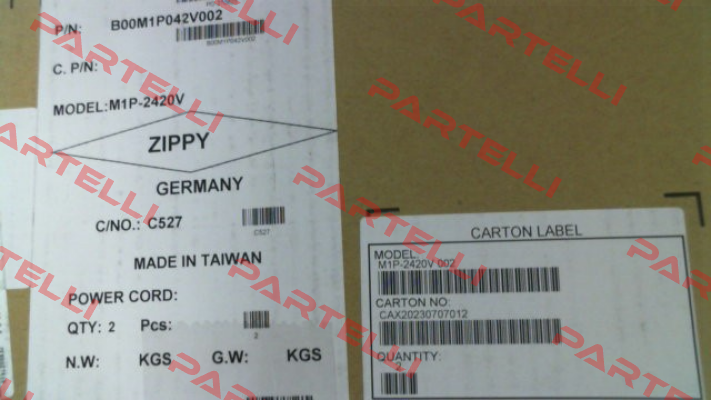 P/N: B00M1P042V002
B00M1P042V002
C. P/N:
MODEL:M1P-2420V
ZIPPY
GERMANY
C/NO.: C527
C527
MADE IN TAIWAN
POWER CORD:
QTY: 2 Pcs:
2
N.W: KGS G.W: KGS
CARTON LABEL
MODEL:
M1P-2420V 002
CARTON NO:
CAX20230707012
QUANTITY:
2
PARTELLI
PARTELLI
PARTELLI
PARTELLI
PARTELLI
PARTELLI
PARTELLI
PARTELLI